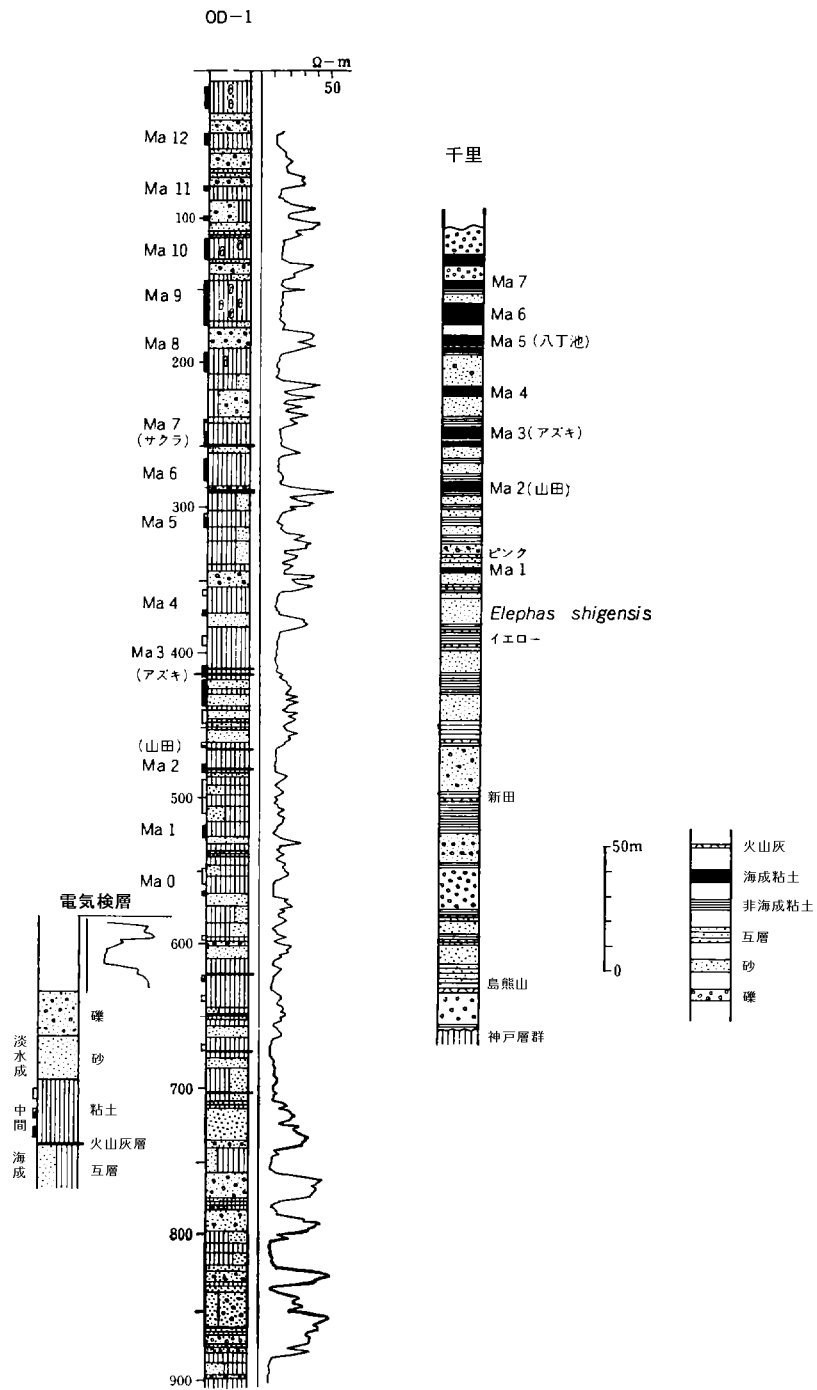 OD-1
Ω-m
50
Ma 12
Ma 11
100
Ma 10
Ma 9
Ma 8
200
Ma 7
(サクラ)
Ma 6
300
Ma 5
Ma 4
Ma 3 400
(アズキ)
(山田)
Ma 2
500
Ma 1
Ma 0
600
700
800
900
電気検層
礫
砂
粘土
火山灰層
互層
淡水成
中間
海成
千里
Ma 7
Ma 6
Ma 5 (八丁池)
Ma 4
Ma 3 (アズキ)
Ma 2 (山田)
ピンク
Ma 1
Elephas shigensis
イエロー
新田
島熊山
神戸層群
50m
0
火山灰
海成粘土
非海成粘土
互層
砂
礫